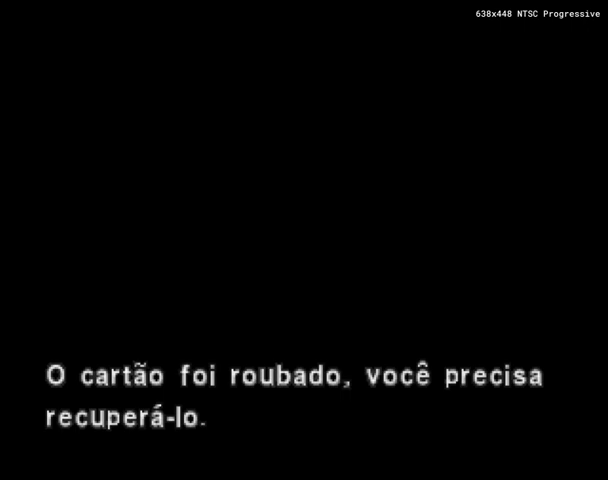 638x448 NTSC Progressive
O cartão foi roubado, você precisa
recuperá-lo.